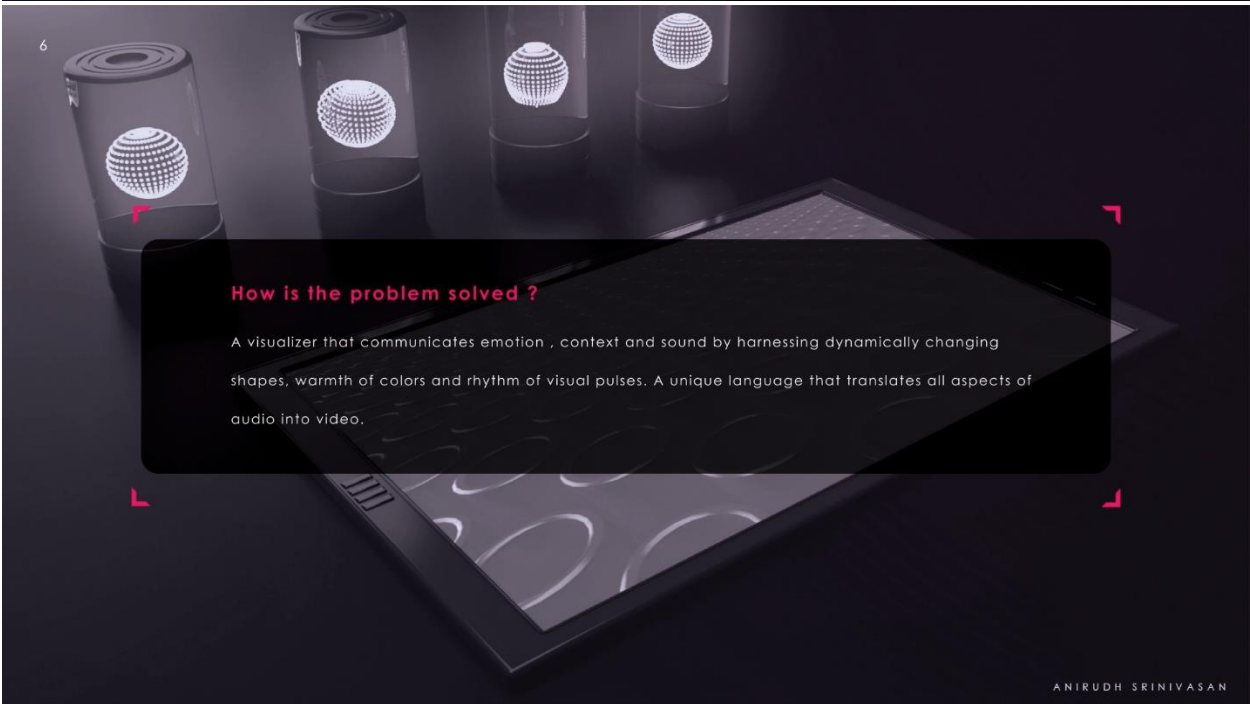 6
How is the problem solved ?
A visualizer that communicates emotion , context and sound by harnessing dynamically changing
shapes, warmth of colors and rhythm of visual pulses. A unique language that translates all aspects of
audio into video.
ANIRUDH SRINIVASAN